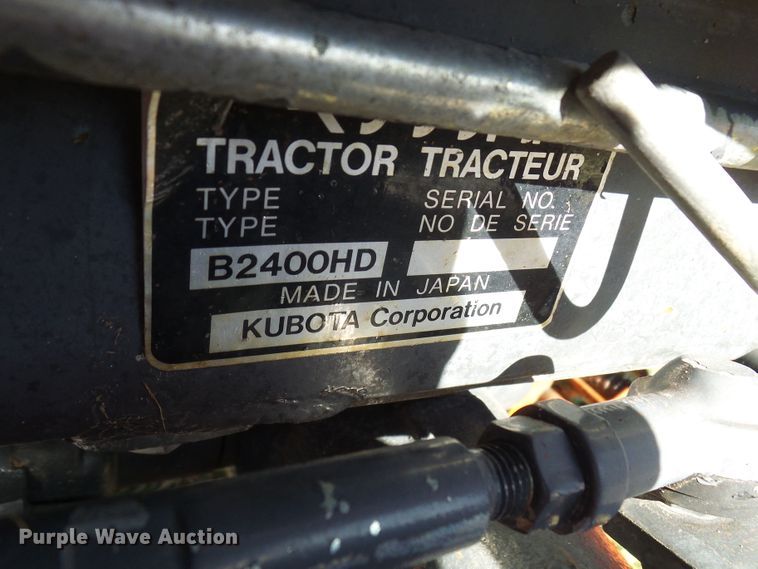 TRACTOR TRACTEUR
TYPE SERIAL NO.
TYPE NO DE SERIE
B2400HD
MADE IN JAPAN
KUBOTA Corporation
Purple Wave Auction